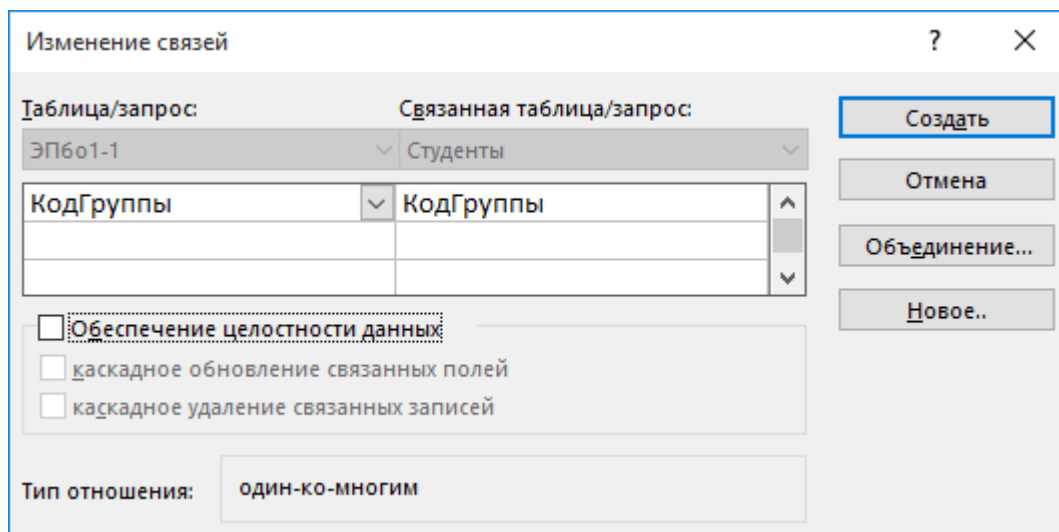 Изменение связей ?
Таблица/запрос: Связанная таблица/запрос:
ЭПбо1-1 Студенты
КодГруппы КодГруппы
Обеспечение целостности данных
каскадное обновление связанных полей
каскадное удаление связанных записей
Тип отношения: один-ко-многим
Создать
Отмена
Объединение...
Новое..